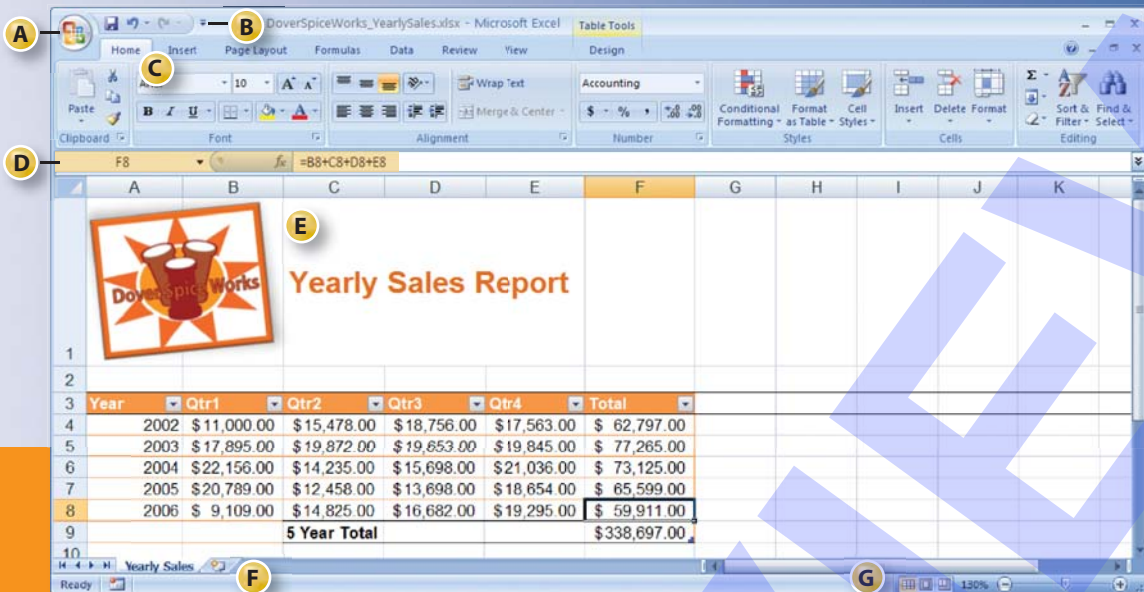 A
B
DoverSpiceWorks_YearlySales.xlsx - Microsoft Excel
Table Tools
Home Insert Page Layout Formulas Data Review View Design
C
10 A A Wrap Text Accounting
Paste B I U A Merge & Center $ % , .0 .00 .00 .0 Conditional Formatting Format as Table Cell Styles Insert Delete Format Σ Sort & Filter Find & Select
Clipboard Font Alignment Number Styles Cells Editing
D
F8 fx =B8+C8+D8+E8
A B C D E F G H I J K
E
DoverSpiceWorks
Yearly Sales Report
1
2
3 Year Qtr1 Qtr2 Qtr3 Qtr4 Total
4 2002 $11,000.00 $15,478.00 $18,756.00 $17,563.00 $ 62,797.00
5 2003 $17,895.00 $19,872.00 $19,653.00 $19,845.00 $ 77,265.00
6 2004 $22,156.00 $14,235.00 $15,698.00 $21,036.00 $ 73,125.00
7 2005 $20,789.00 $12,458.00 $13,698.00 $18,654.00 $ 65,599.00
8 2006 $ 9,109.00 $14,825.00 $16,682.00 $19,295.00 $ 59,911.00
9 5 Year Total $338,697.00
10
Yearly Sales
F
G
Ready 130%